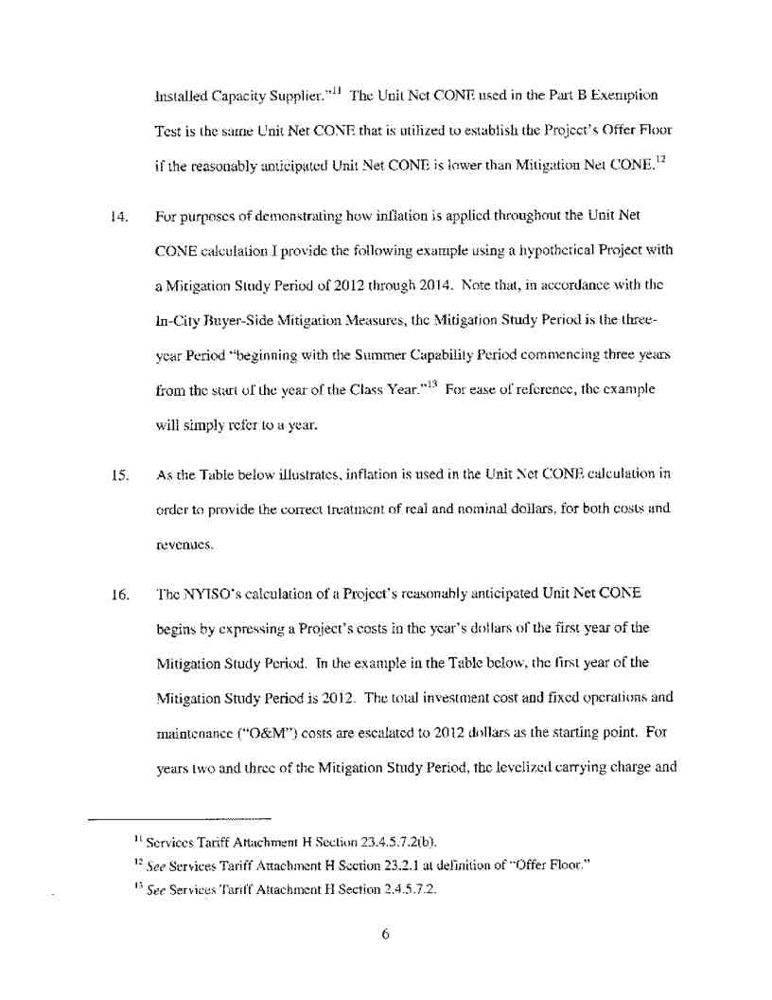 Installed Capacity Supplier."11 The Unit Net CONE used in the Part B Exemption
Test is the same Unit Net CONE that is utilized to establish the Project's Offer Floor
if the reasonably anticipated Unit Net CONE is lower than Mitigation Net CONE.12
14. For purposes of demonstrating how inflation is applied throughout the Unit Net
CONE calculation I provide the following example using a hypothetical Project with
a Mitigation Study Period of 2012 through 2014. Note that, in accordance with the
In-City Buyer-Side Mitigation Measures, the Mitigation Study Period is the three-
year Period "beginning with the Summer Capability Period commencing three years
from the start of the year of the Class Year."13 For ease of reference, the example
will simply refer to a year.
15. As the Table below illustrates, inflation is used in the Unit Net CONE calculation in
order to provide the correct treatment of real and nominal dollars, for both costs and
revenues.
16. The NYISO's calculation of a Project's reasonably anticipated Unit Net CONE
begins by expressing a Project's costs in the year's dollars of the first year of the
Mitigation Study Period. In the example in the Table below, the first year of the
Mitigation Study Period is 2012. The total investment cost and fixed operations and
maintenance ("O&M") costs are escalated to 2012 dollars as the starting point. For
years two and three of the Mitigation Study Period, the levelized carrying charge and
11 Services Tariff Attachment H Section 23.4.5.7.2(b).
12 See Services Tariff Attachment H Section 23.2.1 at definition of "Offer Floor."
13 See Services Tariff Attachment H Section 2.4.5.7.2.
6